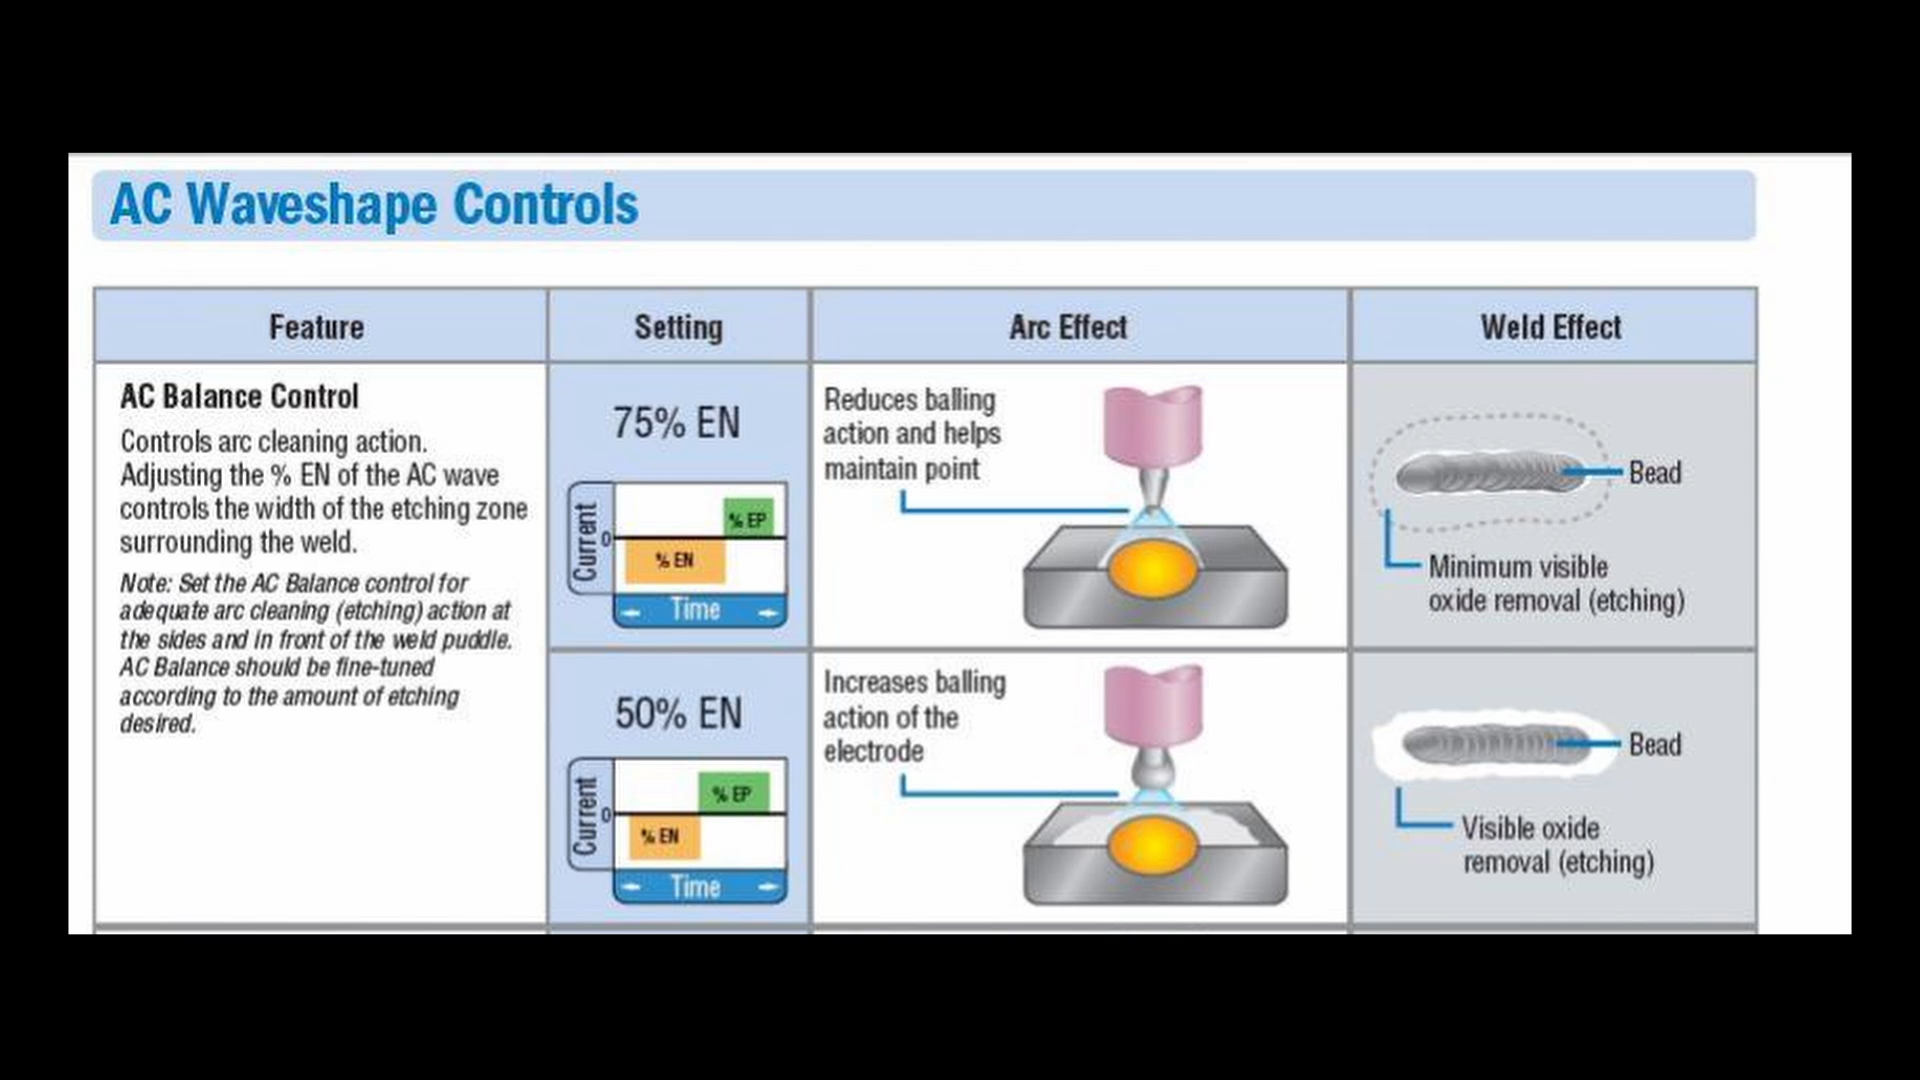 AC Waveshape Controls
Feature
Setting
Arc Effect
Weld Effect
AC Balance Control
Controls arc cleaning action.
Adjusting the % EN of the AC wave
controls the width of the etching zone
surrounding the weld.
Note: Set the AC Balance control for
adequate arc cleaning (etching) action at
the sides and in front of the weld puddle.
AC Balance should be fine-tuned
according to the amount of etching
desired.
75% EN
Current
0
% EP
% EN
Time
Reduces balling
action and helps
maintain point
Bead
Minimum visible
oxide removal (etching)
50% EN
Current
0
% EP
% EN
Time
Increases balling
action of the
electrode
Bead
Visible oxide
removal (etching)